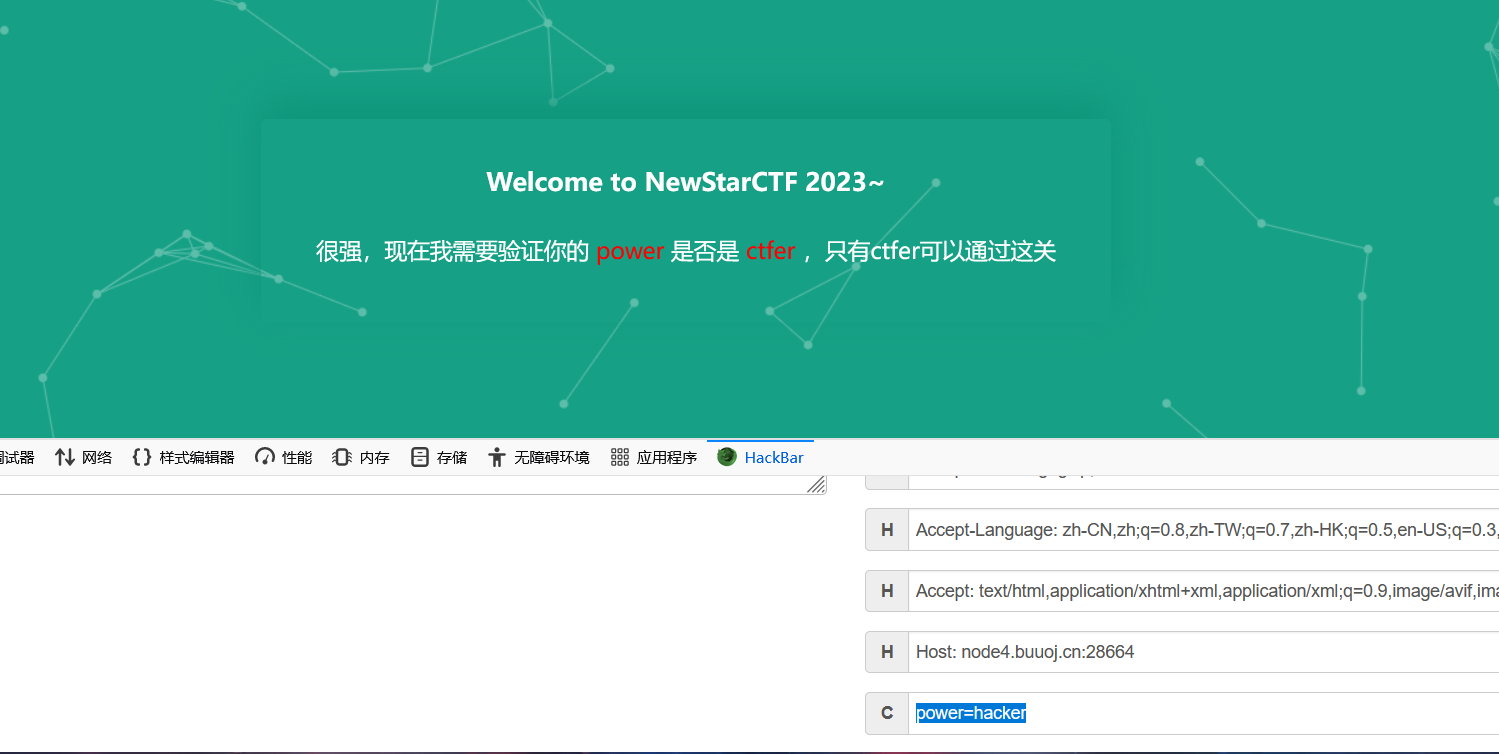 Welcome to NewStarCTF 2023~
很强，现在我需要验证你的 power 是否是 ctfer ，只有ctfer可以通过这关
试器 网络 样式编辑器 性能 内存 存储 无障碍环境 应用程序 HackBar
H Accept-Language: zh-CN,zh;q=0.8,zh-TW;q=0.7,zh-HK;q=0.5,en-US;q=0.3,
H Accept: text/html,application/xhtml+xml,application/xml;q=0.9,image/avif,ima
H Host: node4.buuoj.cn:28664
C power=hacker